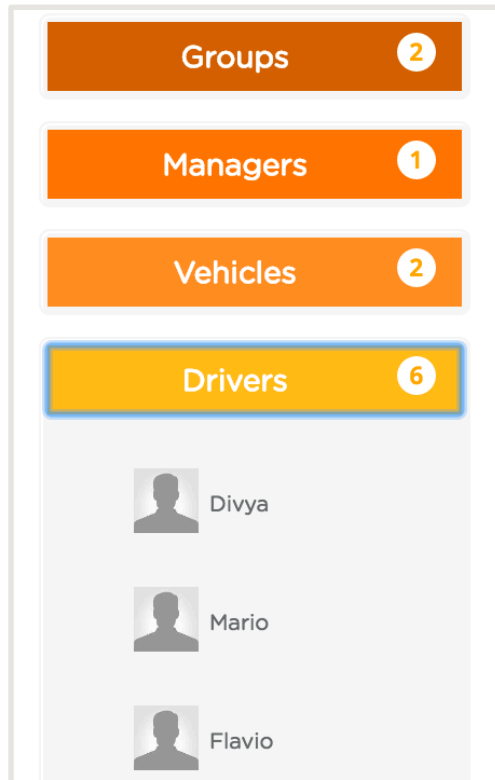 Groups 2
Managers 1
Vehicles 2
Drivers 6
Divya
Mario
Flavio